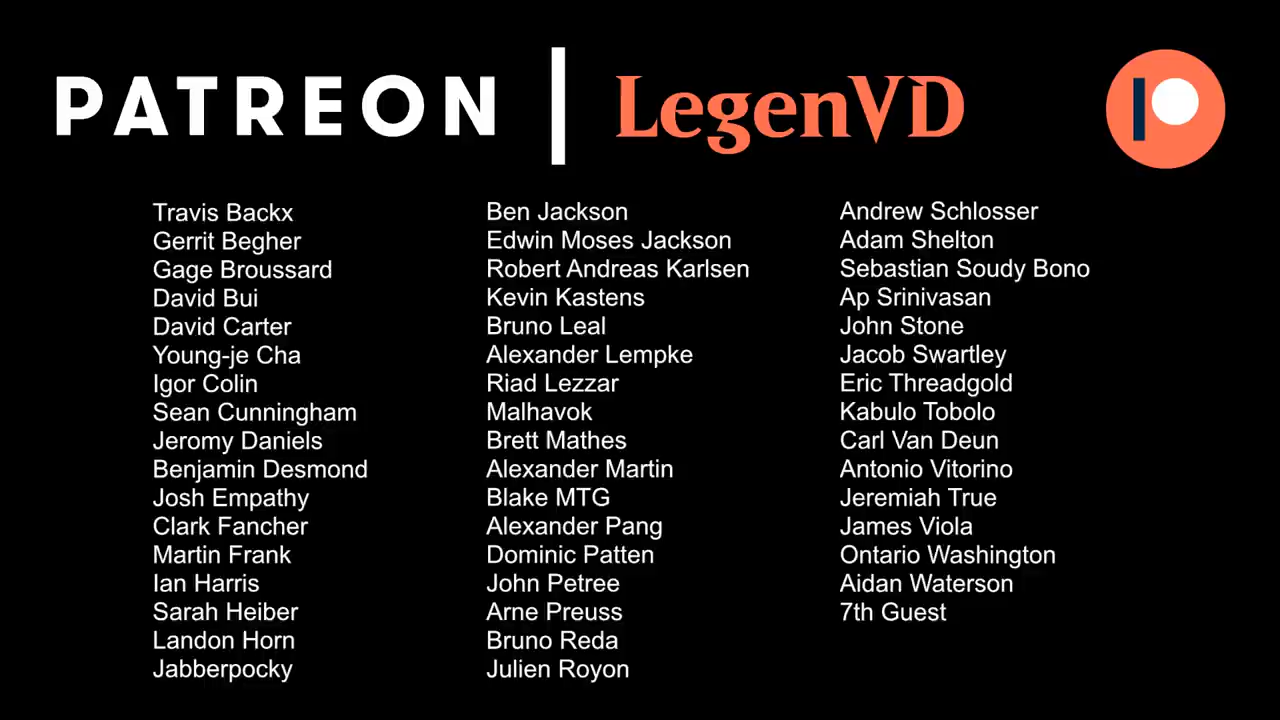 PATREON | LegenVD
Travis Backx
Gerrit Begher
Gage Broussard
David Bui
David Carter
Young-je Cha
Igor Colin
Sean Cunningham
Jeromy Daniels
Benjamin Desmond
Josh Empathy
Clark Fancher
Martin Frank
Ian Harris
Sarah Heiber
Landon Horn
Jabberpocky
Ben Jackson
Edwin Moses Jackson
Robert Andreas Karlsen
Kevin Kastens
Bruno Leal
Alexander Lempke
Riad Lezzar
Malhavok
Brett Mathes
Alexander Martin
Blake MTG
Alexander Pang
Dominic Patten
John Petree
Arne Preuss
Bruno Reda
Julien Royon
Andrew Schlosser
Adam Shelton
Sebastian Soudy Bono
Ap Srinivasan
John Stone
Jacob Swartley
Eric Threadgold
Kabulo Tobolo
Carl Van Deun
Antonio Vitorino
Jeremiah True
James Viola
Ontario Washington
Aidan Waterson
7th Guest